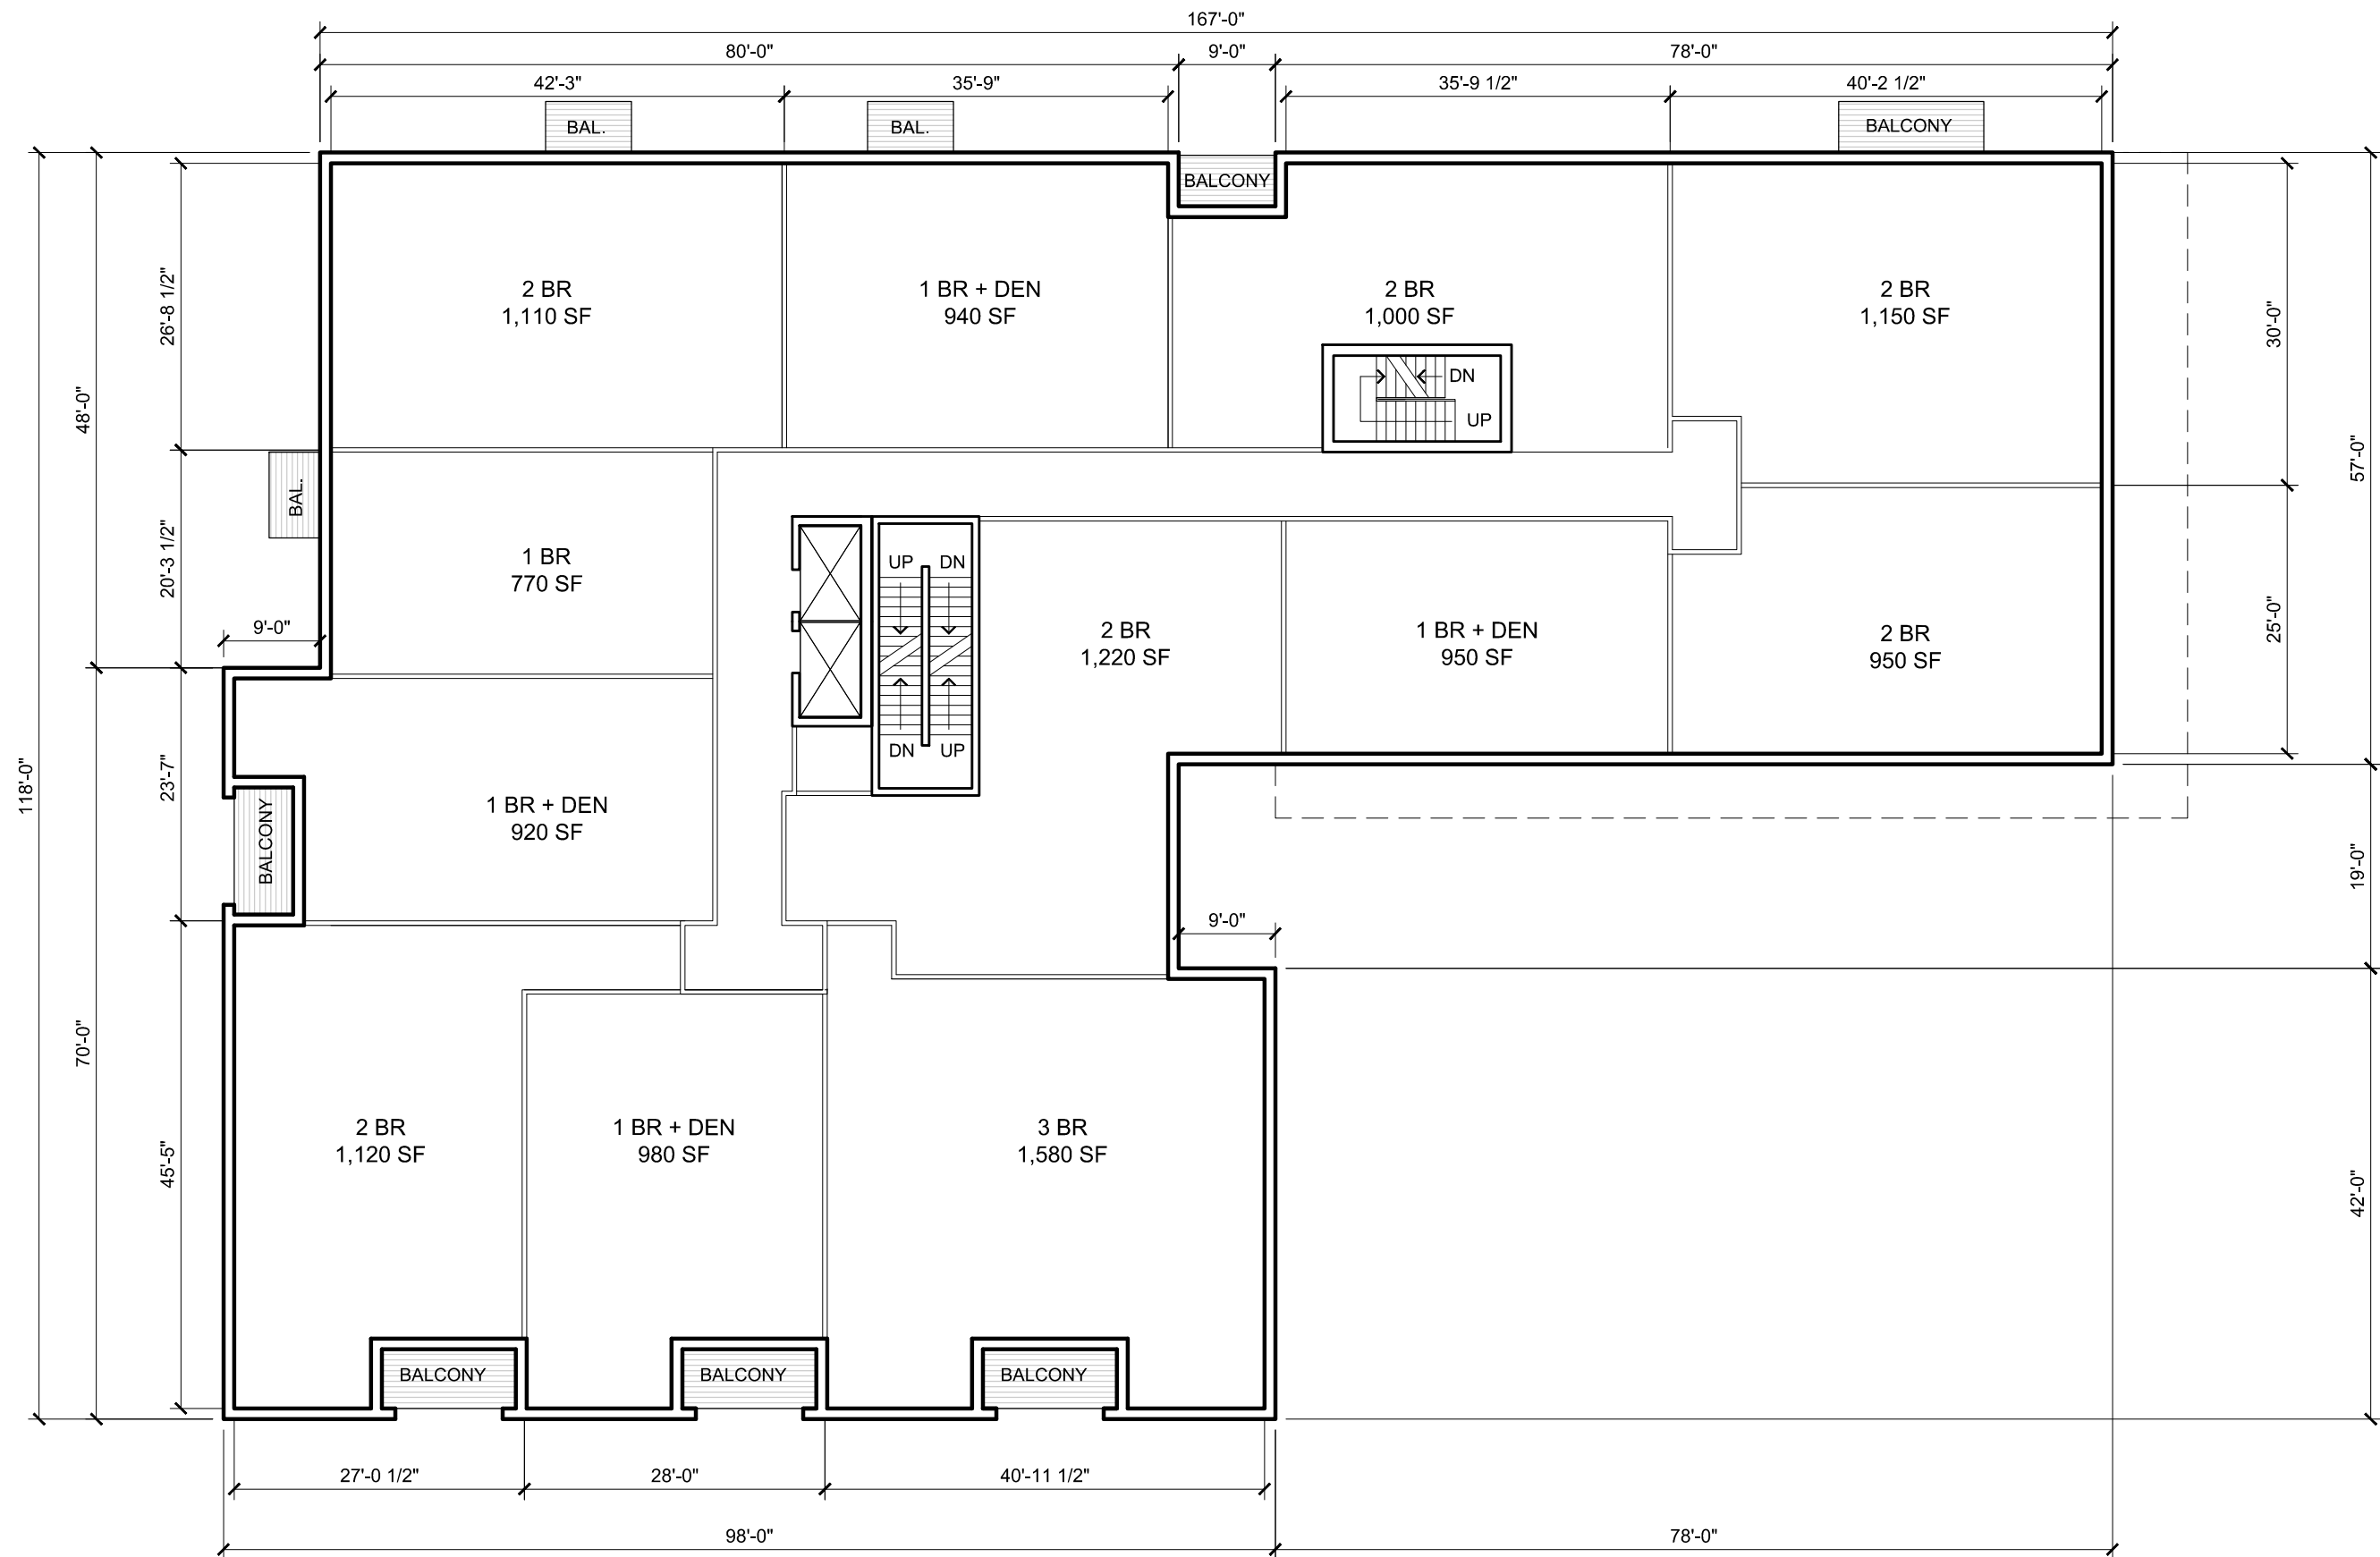 167'-0"
80'-0"
9'-0"
78'-0"
42'-3"
35'-9"
35'-9 1/2"
40'-2 1/2"
BAL.
BAL.
BALCONY
BALCONY
26'-8 1/2"
2 BR
1,110 SF
1 BR + DEN
940 SF
2 BR
1,000 SF
2 BR
1,150 SF
30'-0"
DN
UP
48'-0"
57'-0"
BAL.
20'-3 1/2"
1 BR
770 SF
UP
DN
9'-0"
2 BR
1,220 SF
1 BR + DEN
950 SF
2 BR
950 SF
25'-0"
DN
UP
118'-0"
23'-7"
1 BR + DEN
920 SF
BALCONY
19'-0"
9'-0"
70'-0"
45'-5"
2 BR
1,120 SF
1 BR + DEN
980 SF
3 BR
1,580 SF
42'-0"
BALCONY
BALCONY
BALCONY
27'-0 1/2"
28'-0"
40'-11 1/2"
98'-0"
78'-0"